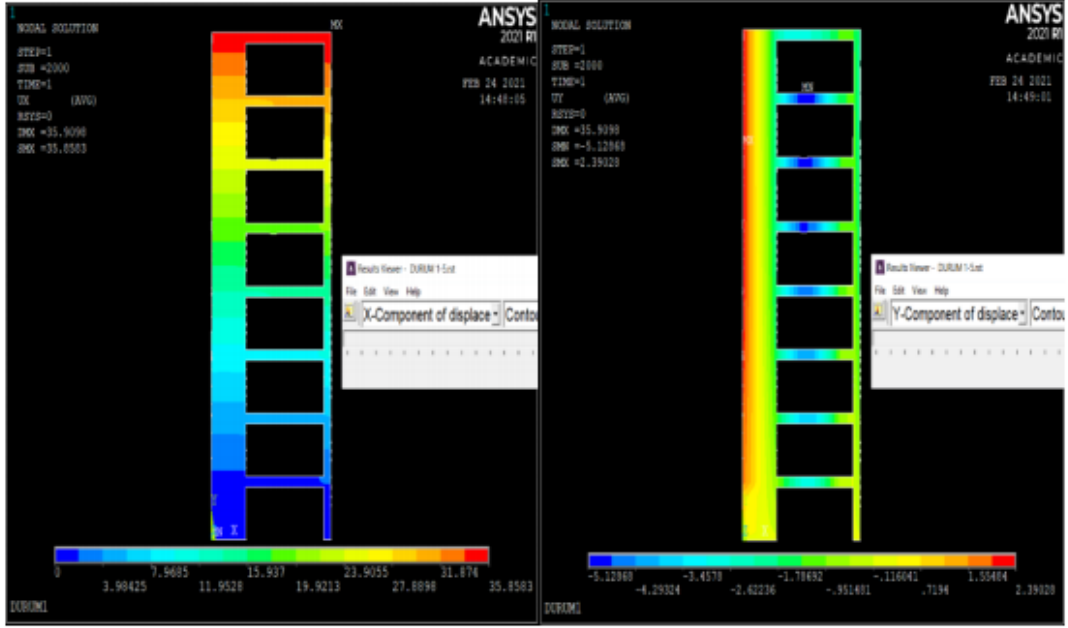 1
NODAL SOLUTION
STEP=1
SUB =2000
TIME=1
UX (AVG)
RSYS=0
DMX =35.9098
SMX =35.8583
MX
ANSYS
2021 R1
ACADEMIC
FEB 24 2021
14:48:05
Results Viewer - DURUM 1-5.rst
File Edit View Help
X-Component of displace
Contou
Y
MN X
0 7.9685 15.937 23.9055 31.874
3.98425 11.9528 19.9213 27.8898 35.8583
DURUM1
1
NODAL SOLUTION
STEP=1
SUB =2000
TIME=1
UY (AVG)
RSYS=0
DMX =35.9098
SMN =-5.12868
SMX =2.39028
MN
MX
ANSYS
2021 R1
ACADEMIC
FEB 24 2021
14:49:01
Results Viewer - DURUM 1-5.rst
File Edit View Help
Y-Component of displace
Contou
X
-5.12868 -3.4578 -1.78692 -.116041 1.55484
-4.29324 -2.62236 -.951481 .7194 2.39028
DURUM1